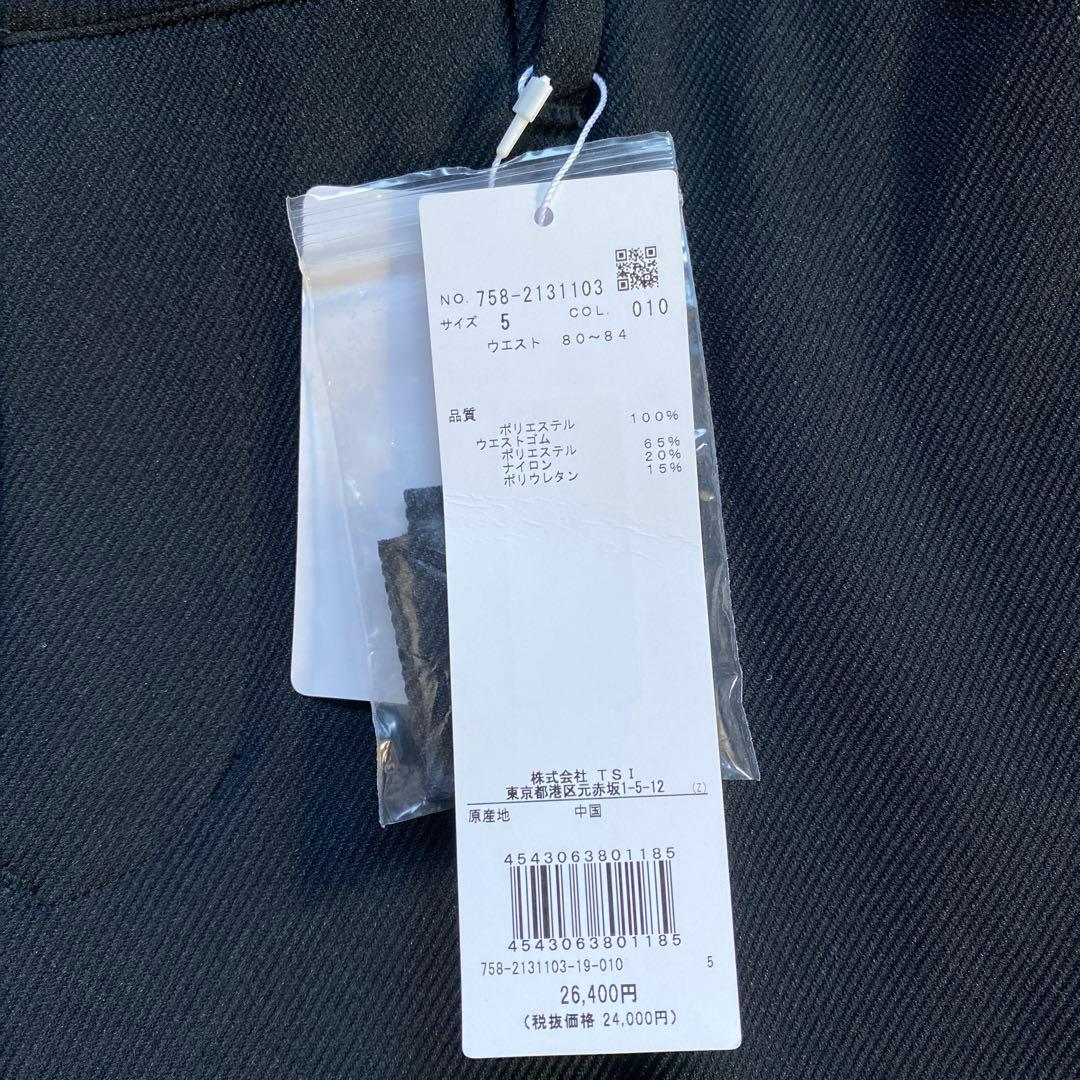 NO. 758-2131103
サイズ 5 COL. 010
ウエスト 80～84
品質
ポリエステル 100%
ウエストゴム
ポリエステル 65%
ナイロン 20%
ポリウレタン 15%
株式会社 TSI
東京都港区元赤坂1-5-12 (Z)
原産地 中国
4543063801185
4543063801185
758-2131103-19-010 5
26,400円
(税抜価格 24,000円)